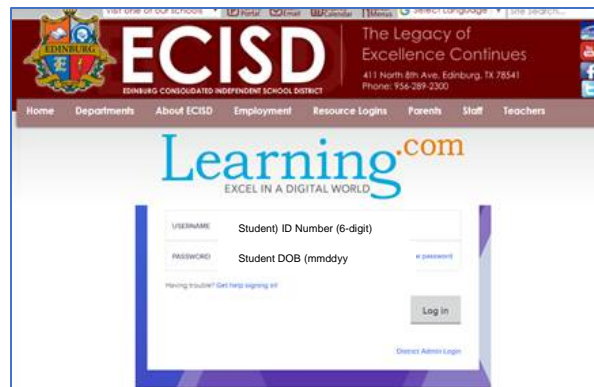 Visit one of our schools Portal Email Calendar Menus Select Language Site Search...
EDINBURG
ECISD
EDINBURG CONSOLIDATED INDEPENDENT SCHOOL DISTRICT
The Legacy of
Excellence Continues
411 North 8th Ave, Edinburg, TX 78541
Phone: 956-289-2300
Home Departments About ECISD Employment Resource Logins Parents Staff Teachers
Learning.com
EXCEL IN A DIGITAL WORLD
USERNAME Student) ID Number (6-digit)
PASSWORD Student DOB (mmddyy password
Having trouble? Get help signing in!
Log in
District Admin Login